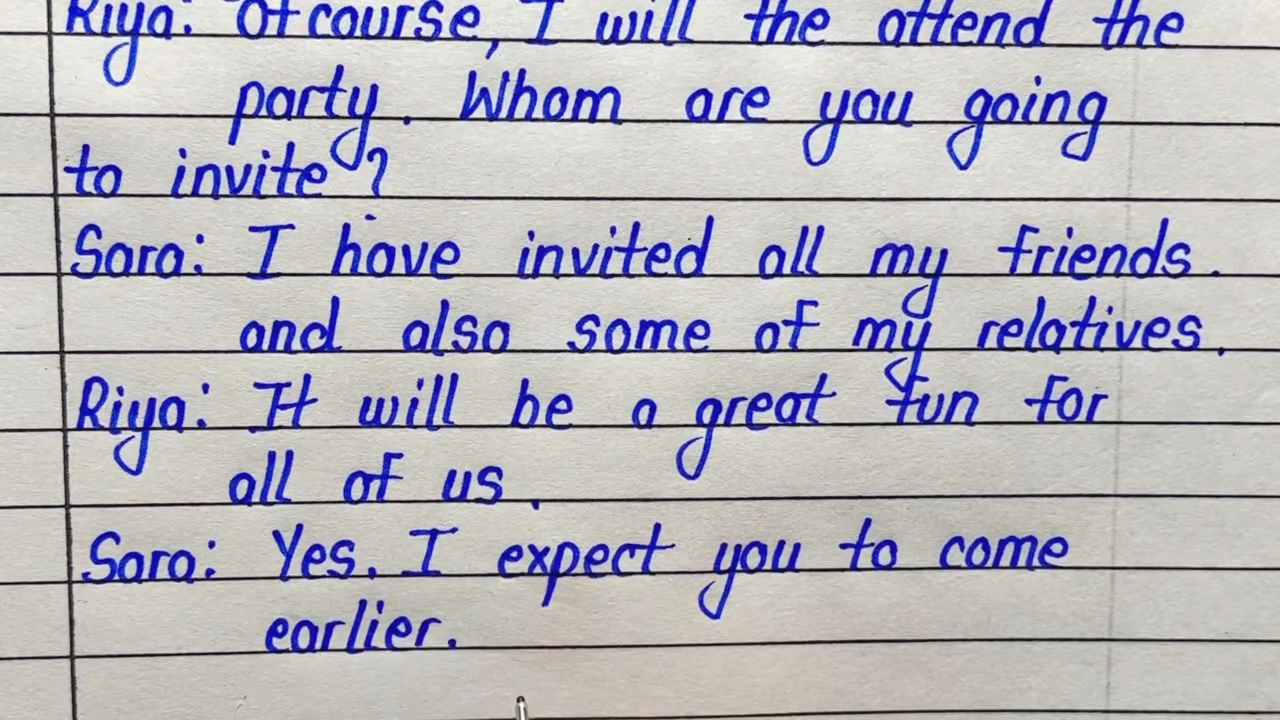 Riya: Ofcourse, I will the attend the
party. Whom are you going
to invite?
Sara: I have invited all my friends.
and also some of my relatives.
Riya: It will be a great fun for
all of us.
Sara: Yes. I expect you to come
earlier.